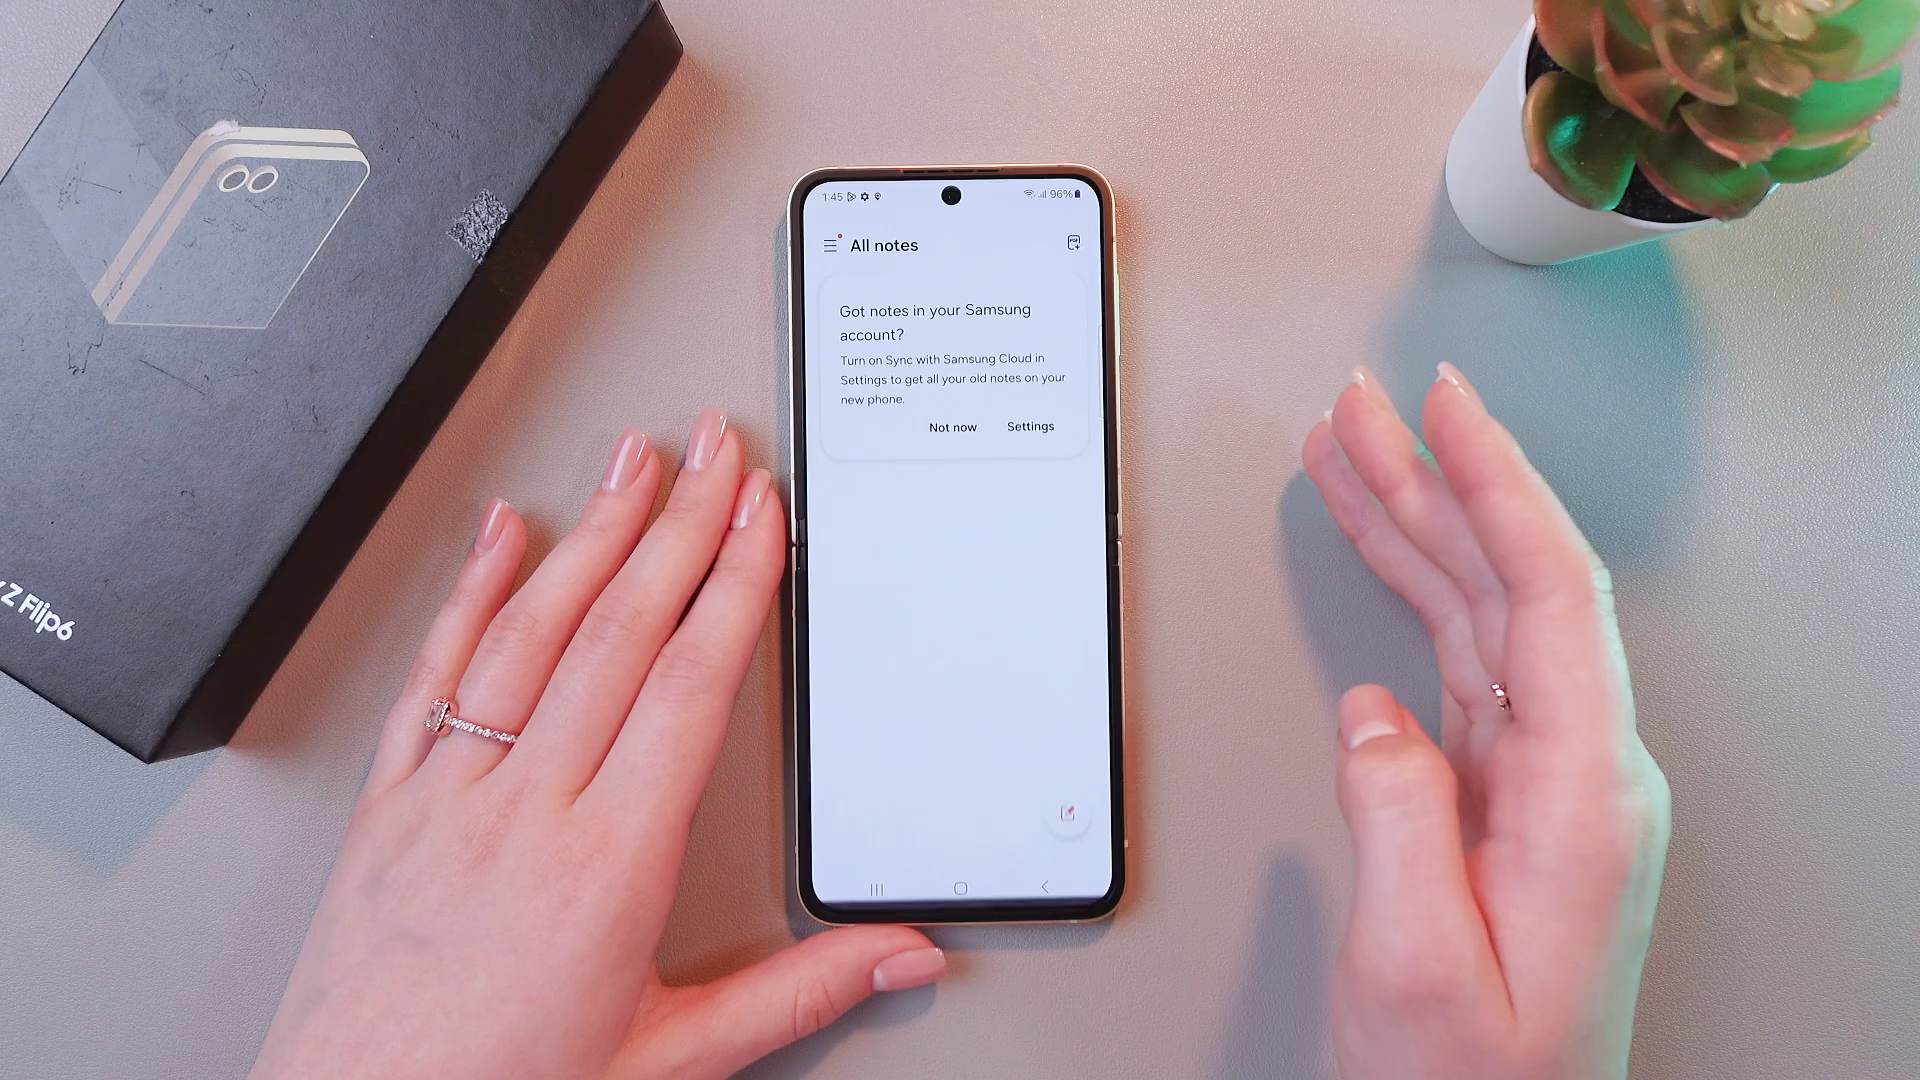 Z Flip6
1:45
96%
All notes
PDF
Got notes in your Samsung
account?
Turn on Sync with Samsung Cloud in
Settings to get all your old notes on your
new phone.
Not now
Settings